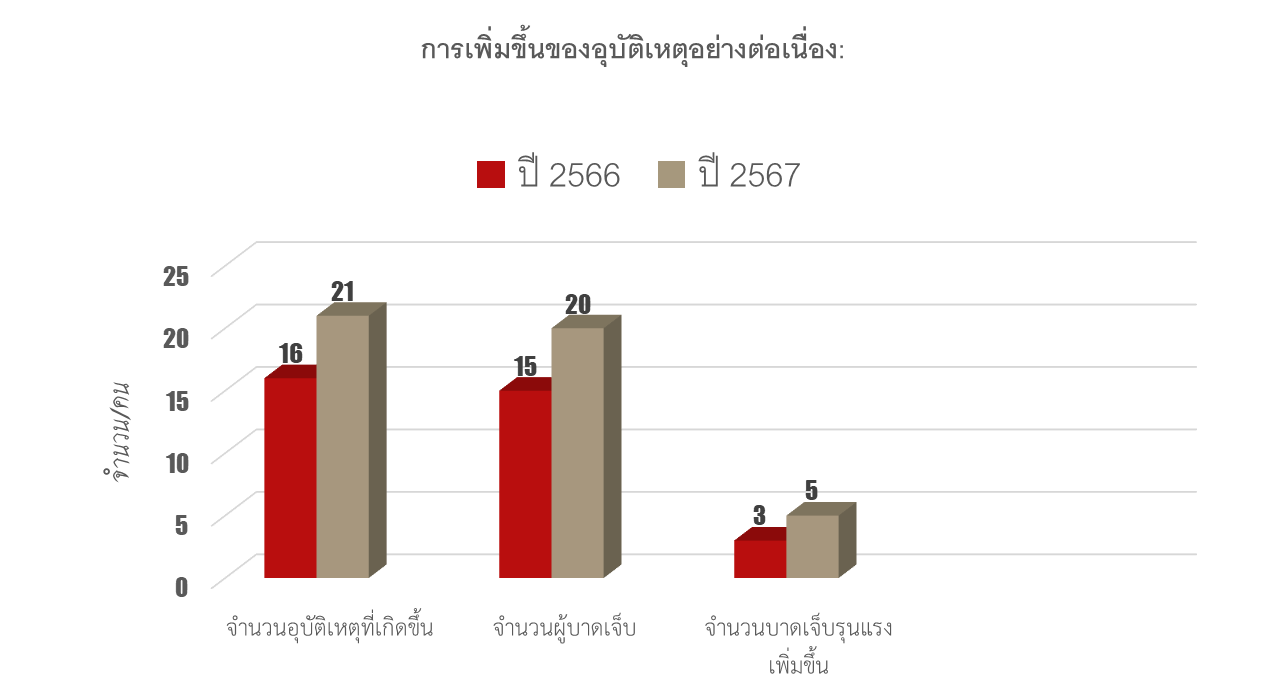 การเพิ่มขึ้นของอุบัติเหตุอย่างต่อเนื่อง:
ปี 2566 ปี 2567
25
20
15
10
5
0
จำนวน/คน
16
21
15
20
3
5
จำนวนอุบัติเหตุที่เกิดขึ้น
จำนวนผู้บาดเจ็บ
จำนวนบาดเจ็บรุนแรง
เพิ่มขึ้น